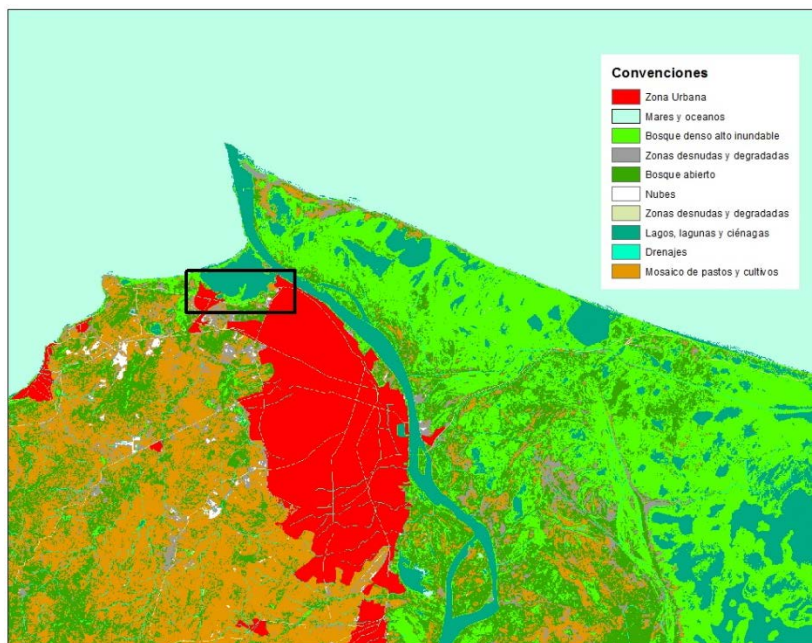 Convenciones
Zona Urbana
Mares y oceanos
Bosque denso alto inundable
Zonas desnudas y degradadas
Bosque abierto
Nubes
Zonas desnudas y degradadas
Lagos, lagunas y ciénagas
Drenajes
Mosaico de pastos y cultivos